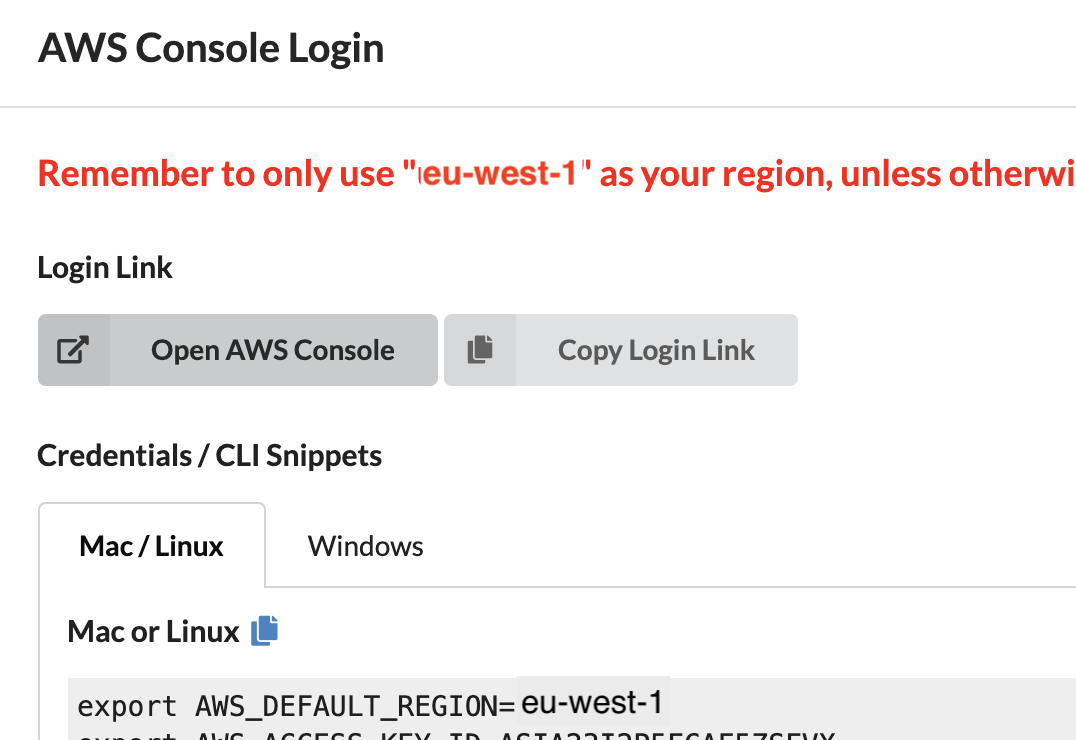 AWS Console Login
Remember to only use "eu-west-1" as your region, unless otherwi
Login Link
Open AWS Console Copy Login Link
Credentials / CLI Snippets
Mac / Linux Windows
Mac or Linux
export AWS_DEFAULT_REGION=eu-west-1